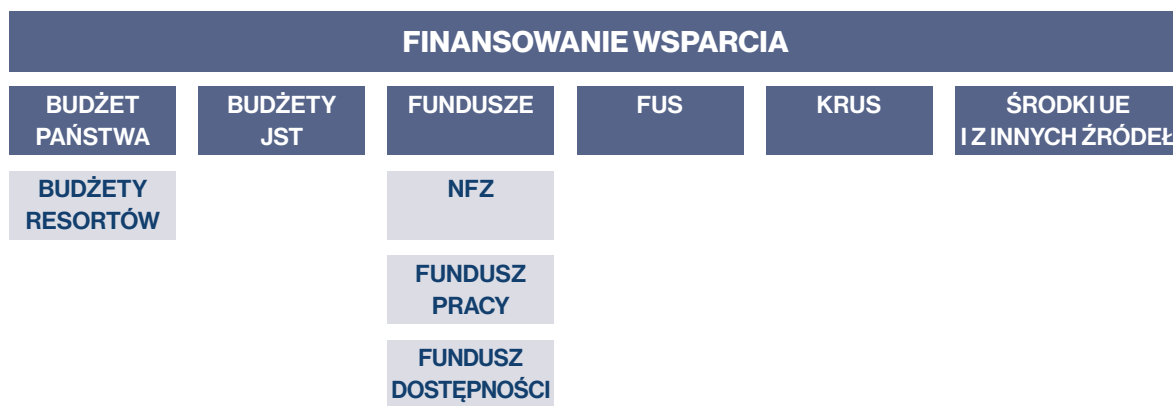 FINANSOWANIE WSPARCIA
BUDŻET
PAŃSTWA
BUDŻETY
JST
FUNDUSZE
FUS
KRUS
ŚRODKI UE
I Z INNYCH ŹRÓDEŁ
BUDŻETY
RESORTÓW
NFZ
FUNDUSZ
PRACY
FUNDUSZ
DOSTĘPNOŚCI